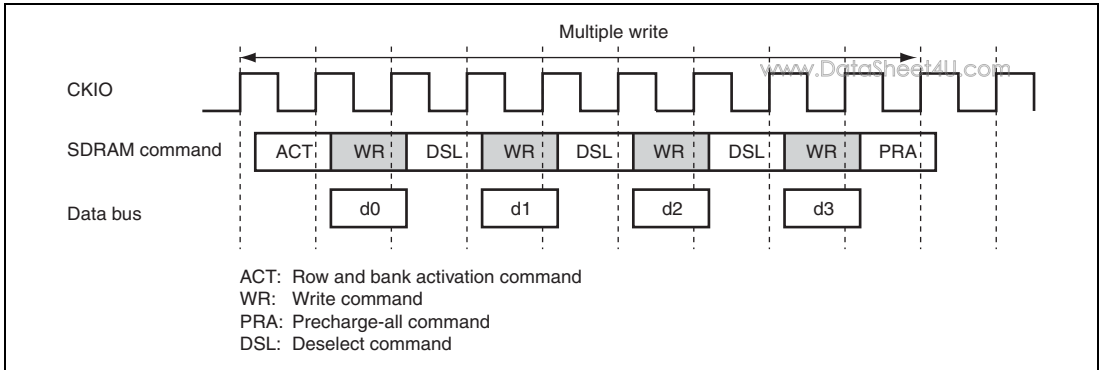 Multiple write
www.DataSheet4U.com
CKIO
SDRAM command ACT WR DSL WR DSL WR DSL WR PRA
Data bus d0 d1 d2 d3
ACT: Row and bank activation command
WR: Write command
PRA: Precharge-all command
DSL: Deselect command